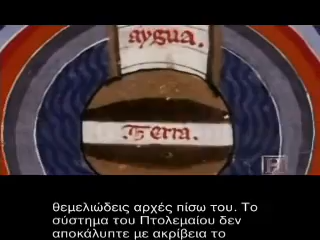 aygua.
Terra.
θεμελιώδεις αρχές πίσω του. Το
σύστημα του Πτολεμαίου δεν
αποκάλυπτε με ακρίβεια το